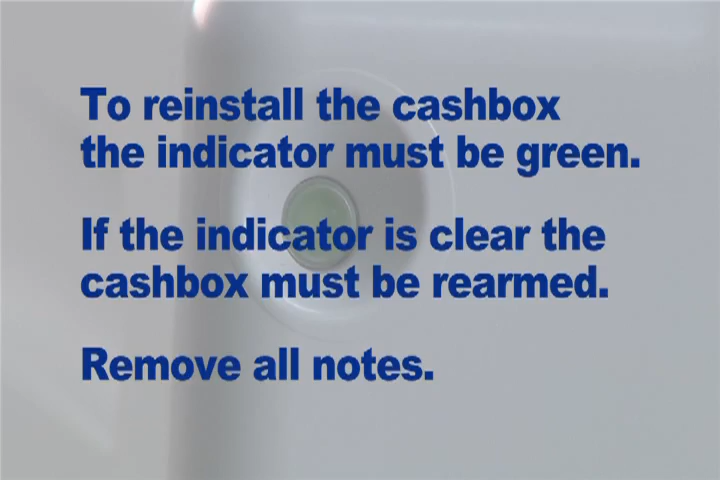 To reinstall the cashbox
the indicator must be green.
If the indicator is clear the
cashbox must be rearmed.
Remove all notes.